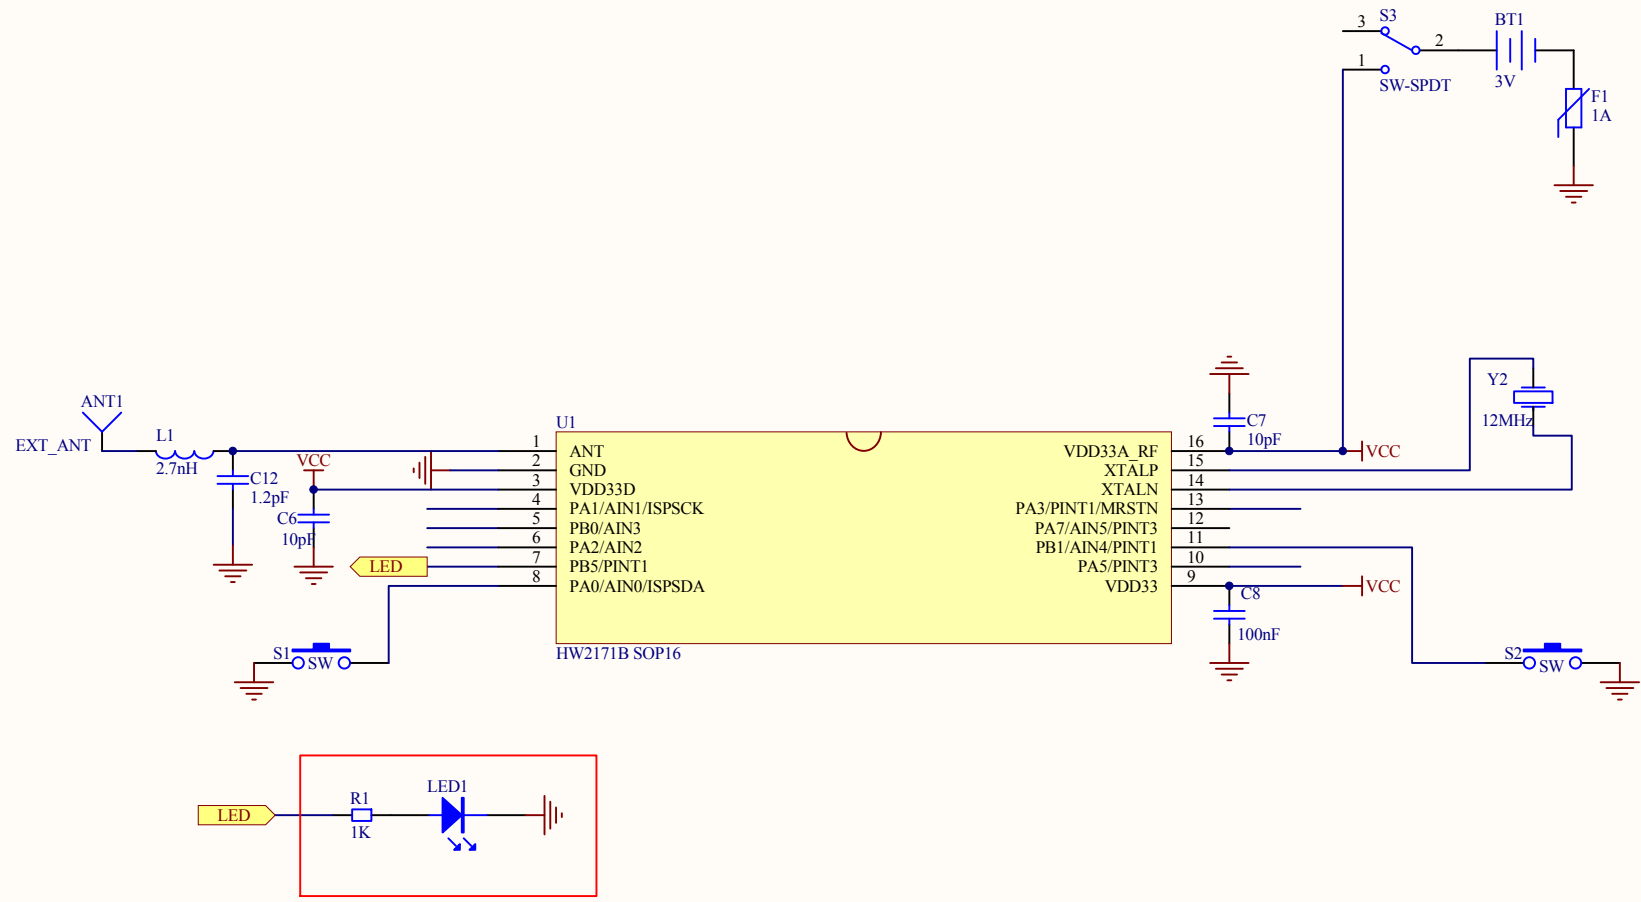 3
S3
2
1
SW-SPDT
BT1
3V
F1
1A
ANT1
EXT_ANT
L1
2.7nH
C12
1.2pF
VCC
C6
10pF
LED
S1
SW
U1
1 ANT
2 GND
3 VDD33D
4 PA1/AIN1/ISPSCK
5 PB0/AIN3
6 PA2/AIN2
7 PB5/PINT1
8 PA0/AIN0/ISPSDA
VDD33A_RF 16
XTALP 15
XTALN 14
PA3/PINT1/MRSTN 13
PA7/AIN5/PINT3 12
PB1/AIN4/PINT1 11
PA5/PINT3 10
VDD33 9
HW2171B SOP16
C7
10pF
VCC
Y2
12MHz
VCC
C8
100nF
S2
SW
LED
R1
1K
LED1